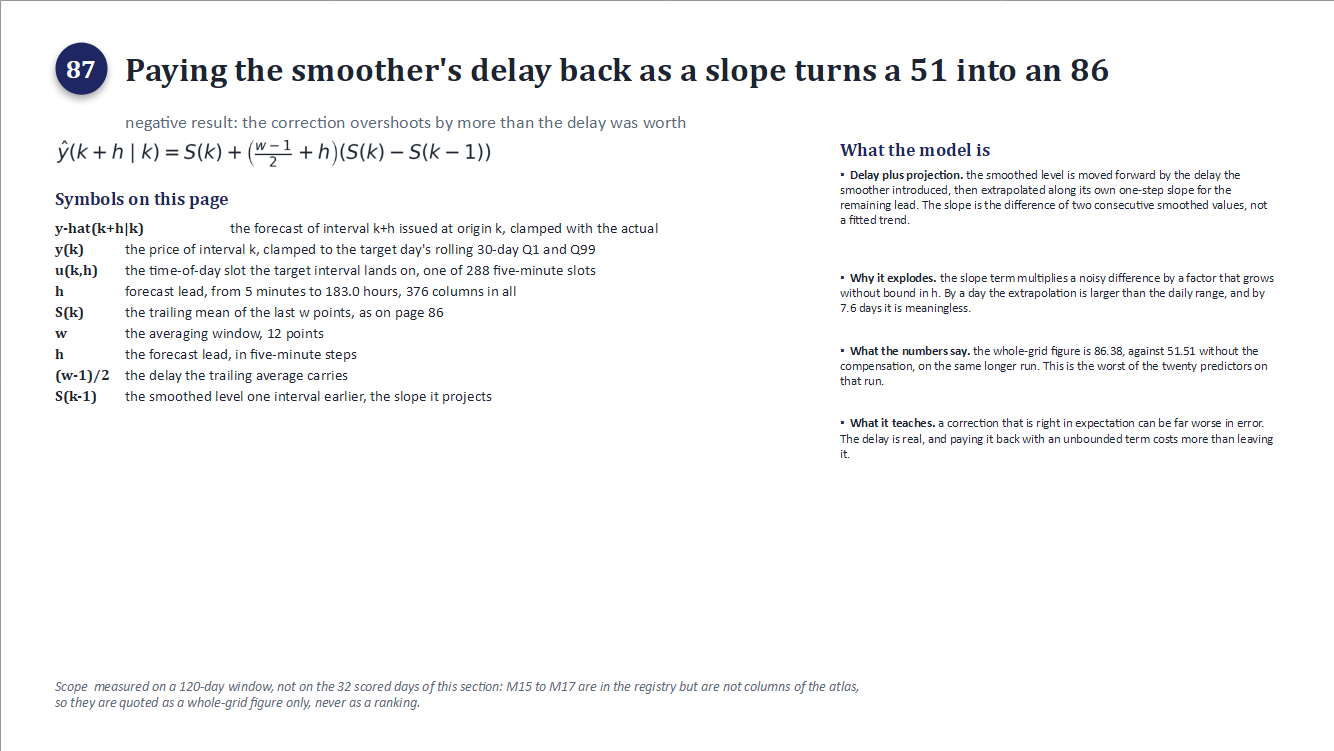 87
Paying the smoother's delay back as a slope turns a 51 into an 86
negative result: the correction overshoots by more than the delay was worth
ŷ(k + h | k) = S(k) + ((w − 1)/2 + h)(S(k) − S(k − 1))
Symbols on this page
y-hat(k+h|k) the forecast of interval k+h issued at origin k, clamped with the actual
y(k) the price of interval k, clamped to the target day's rolling 30-day Q1 and Q99
u(k,h) the time-of-day slot the target interval lands on, one of 288 five-minute slots
h forecast lead, from 5 minutes to 183.0 hours, 376 columns in all
S(k) the trailing mean of the last w points, as on page 86
w the averaging window, 12 points
h the forecast lead, in five-minute steps
(w-1)/2 the delay the trailing average carries
S(k-1) the smoothed level one interval earlier, the slope it projects
What the model is
▪ Delay plus projection. the smoothed level is moved forward by the delay the
smoother introduced, then extrapolated along its own one-step slope for the
remaining lead. The slope is the difference of two consecutive smoothed values, not
a fitted trend.
▪ Why it explodes. the slope term multiplies a noisy difference by a factor that grows
without bound in h. By a day the extrapolation is larger than the daily range, and by
7.6 days it is meaningless.
▪ What the numbers say. the whole-grid figure is 86.38, against 51.51 without the
compensation, on the same longer run. This is the worst of the twenty predictors on
that run.
▪ What it teaches. a correction that is right in expectation can be far worse in error.
The delay is real, and paying it back with an unbounded term costs more than leaving
it.
Scope measured on a 120-day window, not on the 32 scored days of this section: M15 to M17 are in the registry but are not columns of the atlas,
so they are quoted as a whole-grid figure only, never as a ranking.